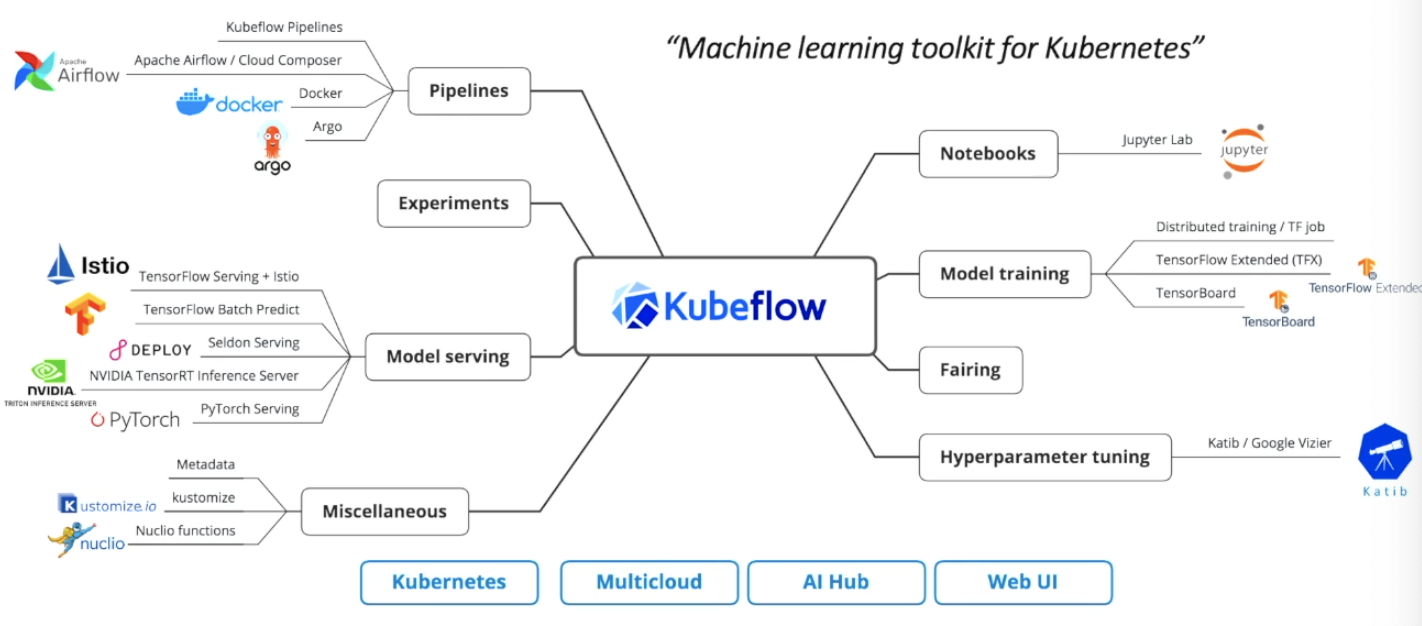 “Machine learning toolkit for Kubernetes”
Kubeflow Pipelines
Apache Airflow / Cloud Composer
Apache
Airflow
Docker
docker
Argo
argo
Pipelines
Experiments
Istio
TensorFlow Serving + Istio
TensorFlow Batch Predict
Seldon Serving
DEPLOY
NVIDIA TensorRT Inference Server
NVIDIA.
TRITON INFERENCE SERVER
PyTorch Serving
PyTorch
Model serving
Metadata
kustomize
Kustomize.io
Nuclio functions
nuclio
Miscellaneous
Kubeflow
Notebooks
Jupyter Lab
jupyter
Model training
Distributed training / TF job
TensorFlow Extended (TFX)
TensorFlow Extended
TensorBoard
TensorBoard
Fairing
Hyperparameter tuning
Katib / Google Vizier
Katib
Kubernetes
Multicloud
AI Hub
Web UI